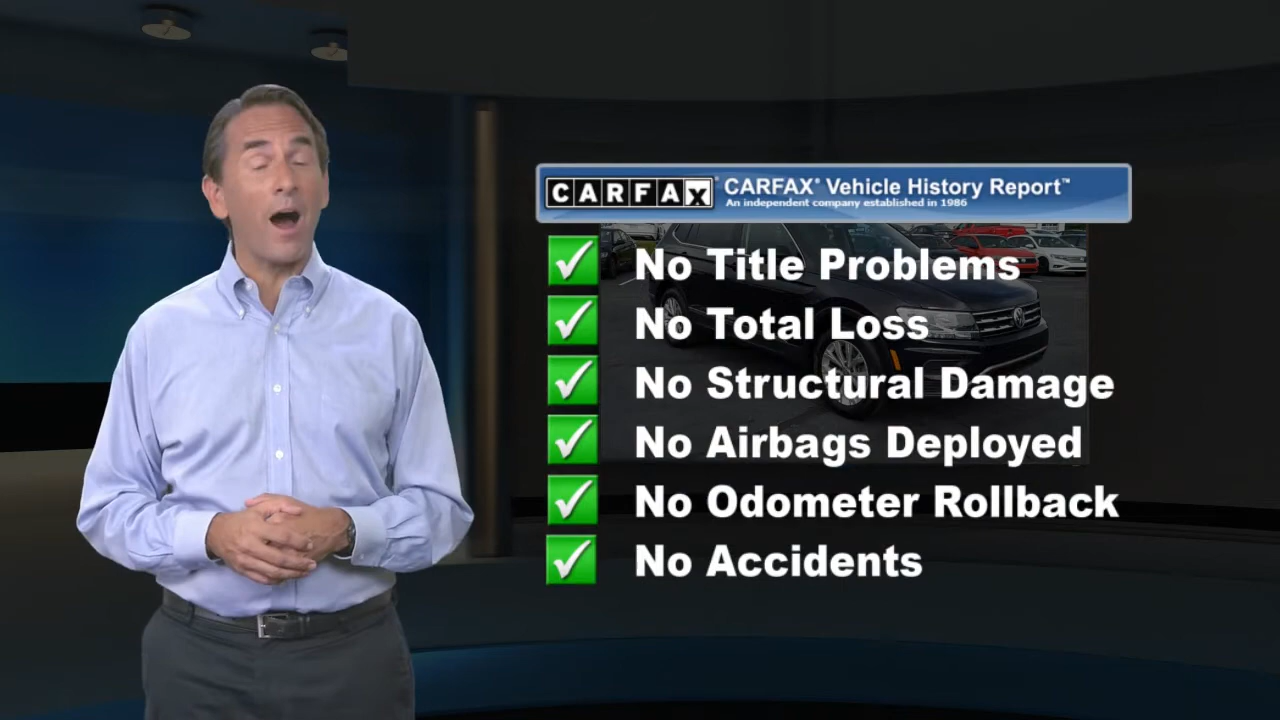 CARFAX CARFAX® Vehicle History Report™
An independent company established in 1986
No Title Problems
No Total Loss
No Structural Damage
No Airbags Deployed
No Odometer Rollback
No Accidents